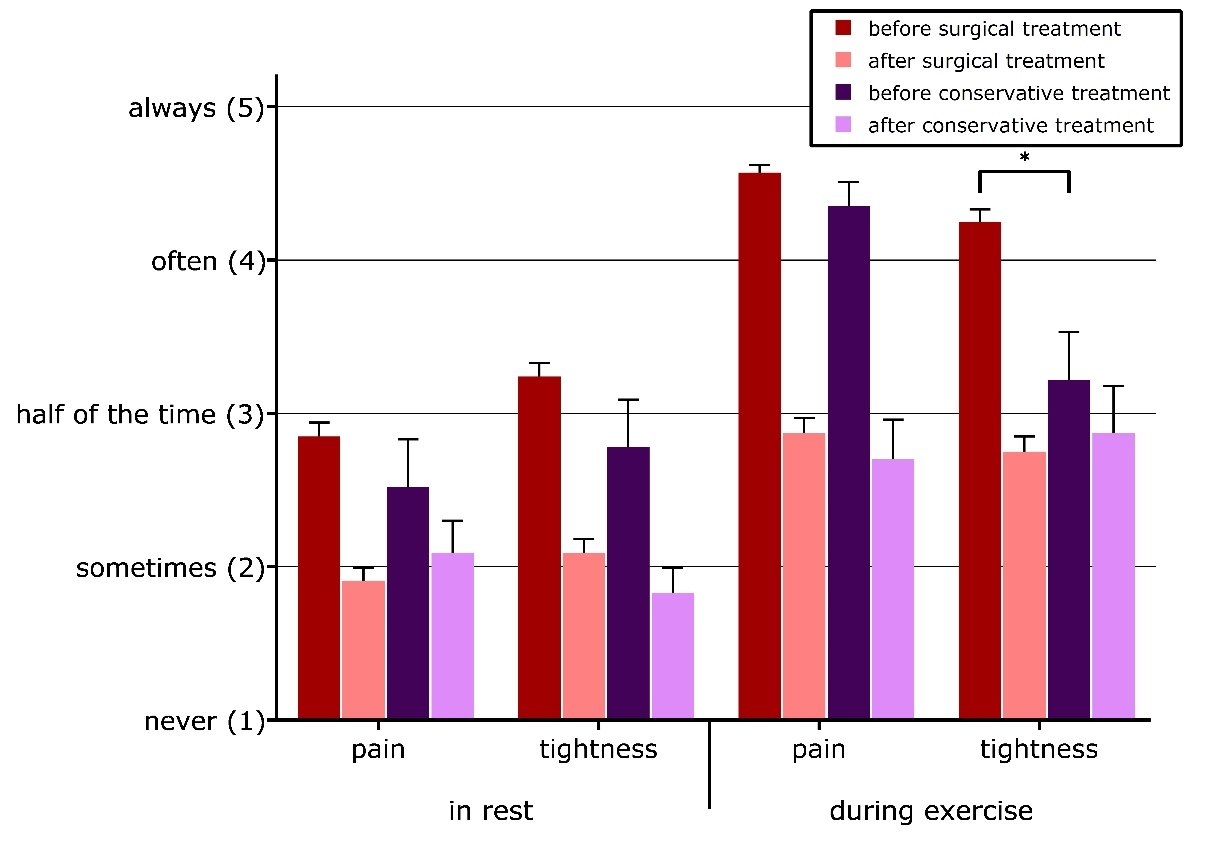 before surgical treatment
after surgical treatment
before conservative treatment
after conservative treatment
always (5)
*
often (4)
half of the time (3)
sometimes (2)
never (1)
pain tightness pain tightness
in rest during exercise